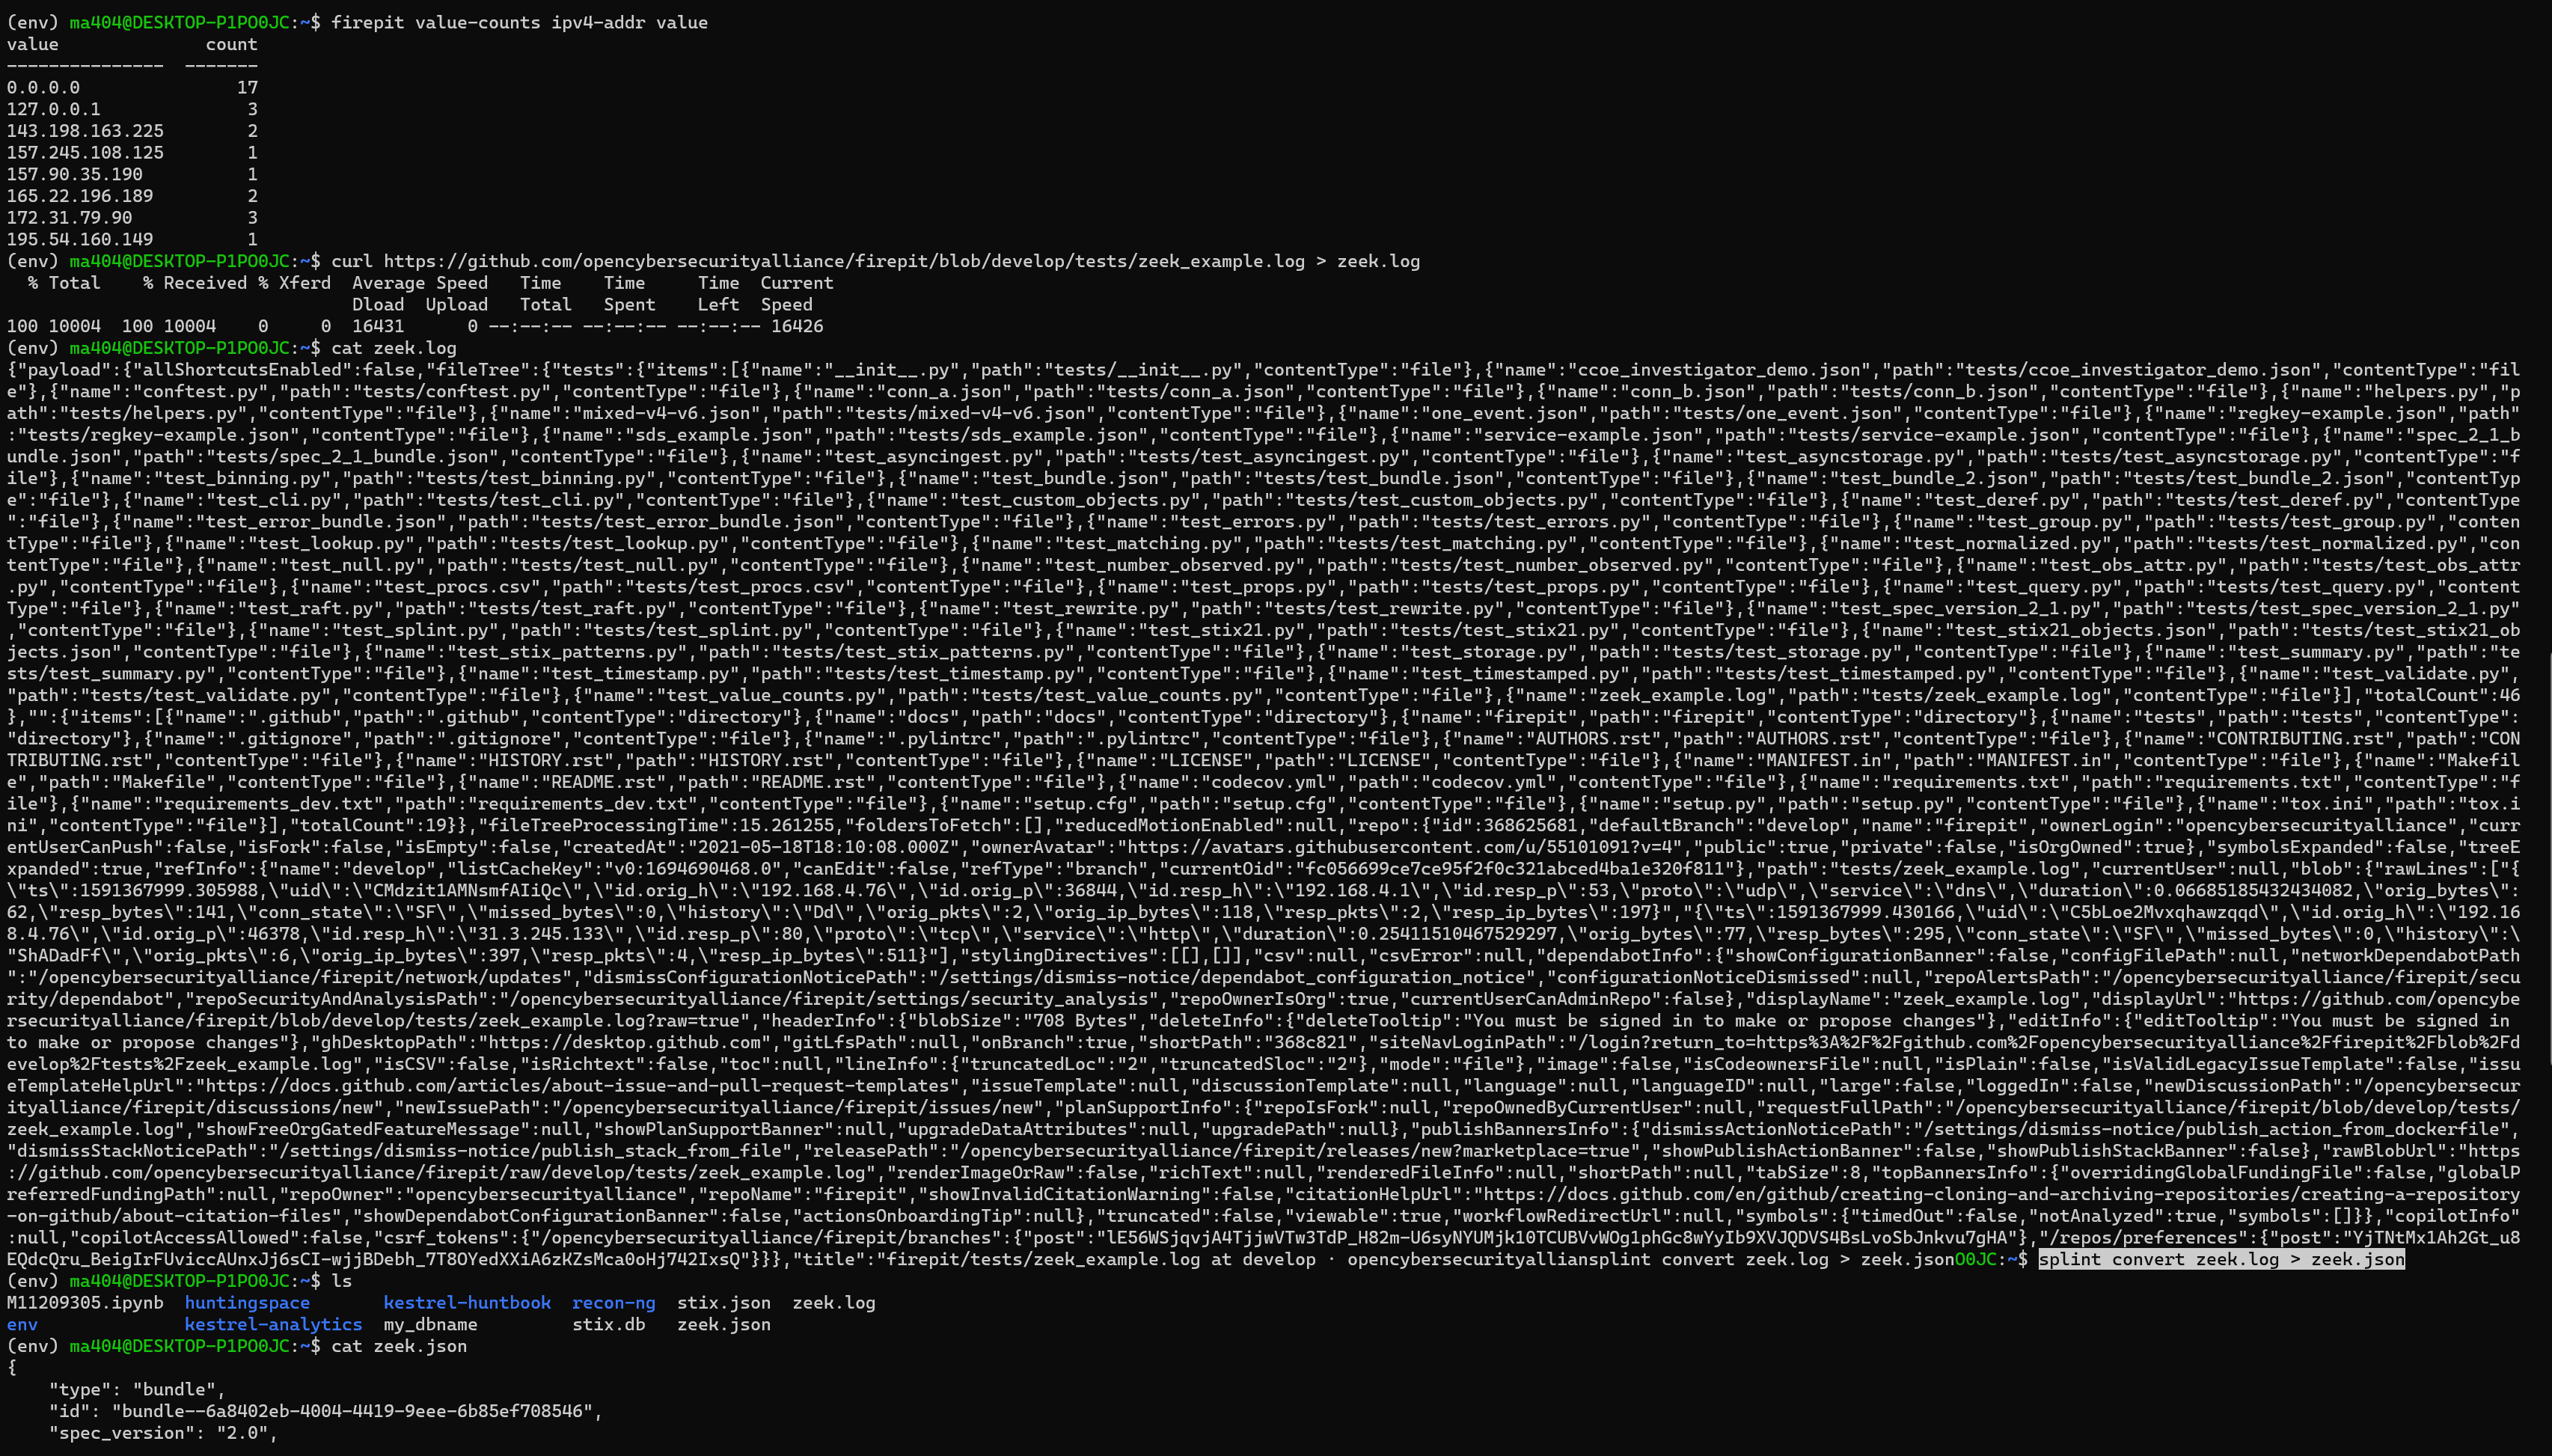 (env) ma404@DESKTOP-P1PO0JC:~$ firepit value-counts ipv4-addr value
value              count
---------------  -------
0.0.0.0               17
127.0.0.1              3
143.198.163.225        2
157.245.108.125        1
157.90.35.190          1
165.22.196.189         2
172.31.79.90           3
195.54.160.149         1
(env) ma404@DESKTOP-P1PO0JC:~$ curl https://github.com/opencybersecurityalliance/firepit/blob/develop/tests/zeek_example.log > zeek.log
  % Total    % Received % Xferd  Average Speed   Time    Time     Time  Current
                                 Dload  Upload   Total   Spent    Left  Speed
100 10004  100 10004    0     0  16431      0 --:--:-- --:--:-- --:--:-- 16426
(env) ma404@DESKTOP-P1PO0JC:~$ cat zeek.log
{"payload":{"allShortcutsEnabled":false,"fileTree":{"tests":{"items":[{"name":"__init__.py","path":"tests/__init__.py","contentType":"file"},{"name":"ccoe_investigator_demo.json","path":"tests/ccoe_investigator_demo.json","contentType":"fil
e"},{"name":"conftest.py","path":"tests/conftest.py","contentType":"file"},{"name":"conn_a.json","path":"tests/conn_a.json","contentType":"file"},{"name":"conn_b.json","path":"tests/conn_b.json","contentType":"file"},{"name":"helpers.py","p
ath":"tests/helpers.py","contentType":"file"},{"name":"mixed-v4-v6.json","path":"tests/mixed-v4-v6.json","contentType":"file"},{"name":"one_event.json","path":"tests/one_event.json","contentType":"file"},{"name":"regkey-example.json","path"
:"tests/regkey-example.json","contentType":"file"},{"name":"sds_example.json","path":"tests/sds_example.json","contentType":"file"},{"name":"service-example.json","path":"tests/service-example.json","contentType":"file"},{"name":"spec_2_1_b
undle.json","path":"tests/spec_2_1_bundle.json","contentType":"file"},{"name":"test_asyncingest.py","path":"tests/test_asyncingest.py","contentType":"file"},{"name":"test_asyncstorage.py","path":"tests/test_asyncstorage.py","contentType":"f
ile"},{"name":"test_binning.py","path":"tests/test_binning.py","contentType":"file"},{"name":"test_bundle.json","path":"tests/test_bundle.json","contentType":"file"},{"name":"test_bundle_2.json","path":"tests/test_bundle_2.json","contentTyp
e":"file"},{"name":"test_cli.py","path":"tests/test_cli.py","contentType":"file"},{"name":"test_custom_objects.py","path":"tests/test_custom_objects.py","contentType":"file"},{"name":"test_deref.py","path":"tests/test_deref.py","contentType
":"file"},{"name":"test_error_bundle.json","path":"tests/test_error_bundle.json","contentType":"file"},{"name":"test_errors.py","path":"tests/test_errors.py","contentType":"file"},{"name":"test_group.py","path":"tests/test_group.py","conten
tType":"file"},{"name":"test_lookup.py","path":"tests/test_lookup.py","contentType":"file"},{"name":"test_matching.py","path":"tests/test_matching.py","contentType":"file"},{"name":"test_normalized.py","path":"tests/test_normalized.py","con
tentType":"file"},{"name":"test_null.py","path":"tests/test_null.py","contentType":"file"},{"name":"test_number_observed.py","path":"tests/test_number_observed.py","contentType":"file"},{"name":"test_obs_attr.py","path":"tests/test_obs_attr
.py","contentType":"file"},{"name":"test_procs.csv","path":"tests/test_procs.csv","contentType":"file"},{"name":"test_props.py","path":"tests/test_props.py","contentType":"file"},{"name":"test_query.py","path":"tests/test_query.py","content
Type":"file"},{"name":"test_raft.py","path":"tests/test_raft.py","contentType":"file"},{"name":"test_rewrite.py","path":"tests/test_rewrite.py","contentType":"file"},{"name":"test_spec_version_2_1.py","path":"tests/test_spec_version_2_1.py"
,"contentType":"file"},{"name":"test_splint.py","path":"tests/test_splint.py","contentType":"file"},{"name":"test_stix21.py","path":"tests/test_stix21.py","contentType":"file"},{"name":"test_stix21_objects.json","path":"tests/test_stix21_ob
jects.json","contentType":"file"},{"name":"test_stix_patterns.py","path":"tests/test_stix_patterns.py","contentType":"file"},{"name":"test_storage.py","path":"tests/test_storage.py","contentType":"file"},{"name":"test_summary.py","path":"te
sts/test_summary.py","contentType":"file"},{"name":"test_timestamp.py","path":"tests/test_timestamp.py","contentType":"file"},{"name":"test_timestamped.py","path":"tests/test_timestamped.py","contentType":"file"},{"name":"test_validate.py",
"path":"tests/test_validate.py","contentType":"file"},{"name":"test_value_counts.py","path":"tests/test_value_counts.py","contentType":"file"},{"name":"zeek_example.log","path":"tests/zeek_example.log","contentType":"file"}],"totalCount":46
},"":{"items":[{"name":".github","path":".github","contentType":"directory"},{"name":"docs","path":"docs","contentType":"directory"},{"name":"firepit","path":"firepit","contentType":"directory"},{"name":"tests","path":"tests","contentType":
"directory"},{"name":".gitignore","path":".gitignore","contentType":"file"},{"name":".pylintrc","path":".pylintrc","contentType":"file"},{"name":"AUTHORS.rst","path":"AUTHORS.rst","contentType":"file"},{"name":"CONTRIBUTING.rst","path":"CON
TRIBUTING.rst","contentType":"file"},{"name":"HISTORY.rst","path":"HISTORY.rst","contentType":"file"},{"name":"LICENSE","path":"LICENSE","contentType":"file"},{"name":"MANIFEST.in","path":"MANIFEST.in","contentType":"file"},{"name":"Makefil
e","path":"Makefile","contentType":"file"},{"name":"README.rst","path":"README.rst","contentType":"file"},{"name":"codecov.yml","path":"codecov.yml","contentType":"file"},{"name":"requirements.txt","path":"requirements.txt","contentType":"f
ile"},{"name":"requirements_dev.txt","path":"requirements_dev.txt","contentType":"file"},{"name":"setup.cfg","path":"setup.cfg","contentType":"file"},{"name":"setup.py","path":"setup.py","contentType":"file"},{"name":"tox.ini","path":"tox.i
ni","contentType":"file"}],"totalCount":19}},"fileTreeProcessingTime":15.261255,"foldersToFetch":[],"reducedMotionEnabled":null,"repo":{"id":368625681,"defaultBranch":"develop","name":"firepit","ownerLogin":"opencybersecurityalliance","curr
entUserCanPush":false,"isFork":false,"isEmpty":false,"createdAt":"2021-05-18T18:10:08.000Z","ownerAvatar":"https://avatars.githubusercontent.com/u/55101091?v=4","public":true,"private":false,"isOrgOwned":true},"symbolsExpanded":false,"treeE
xpanded":true,"refInfo":{"name":"develop","listCacheKey":"v0:1694690468.0","canEdit":false,"refType":"branch","currentOid":"fc056699ce7ce95f2f0c321abced4ba1e320f811"},"path":"tests/zeek_example.log","currentUser":null,"blob":{"rawLines":["{
\"ts\":1591367999.305988,\"uid\":\"CMdzit1AMNsmfAIiQc\",\"id.orig_h\":\"192.168.4.76\",\"id.orig_p\":36844,\"id.resp_h\":\"192.168.4.1\",\"id.resp_p\":53,\"proto\":\"udp\",\"service\":\"dns\",\"duration\":0.06685185432434082,\"orig_bytes\":
62,\"resp_bytes\":141,\"conn_state\":\"SF\",\"missed_bytes\":0,\"history\":\"Dd\",\"orig_pkts\":2,\"orig_ip_bytes\":118,\"resp_pkts\":2,\"resp_ip_bytes\":197}","{\"ts\":1591367999.430166,\"uid\":\"C5bLoe2Mvxqhawzqqd\",\"id.orig_h\":\"192.16
8.4.76\",\"id.orig_p\":46378,\"id.resp_h\":\"31.3.245.133\",\"id.resp_p\":80,\"proto\":\"tcp\",\"service\":\"http\",\"duration\":0.25411510467529297,\"orig_bytes\":77,\"resp_bytes\":295,\"conn_state\":\"SF\",\"missed_bytes\":0,\"history\":\
"ShADadFf\",\"orig_pkts\":6,\"orig_ip_bytes\":397,\"resp_pkts\":4,\"resp_ip_bytes\":511}"],"stylingDirectives":[[],[]],"csv":null,"csvError":null,"dependabotInfo":{"showConfigurationBanner":false,"configFilePath":null,"networkDependabotPath
":"/opencybersecurityalliance/firepit/network/updates","dismissConfigurationNoticePath":"/settings/dismiss-notice/dependabot_configuration_notice","configurationNoticeDismissed":null,"repoAlertsPath":"/opencybersecurityalliance/firepit/secu
rity/dependabot","repoSecurityAndAnalysisPath":"/opencybersecurityalliance/firepit/settings/security_analysis","repoOwnerIsOrg":true,"currentUserCanAdminRepo":false},"displayName":"zeek_example.log","displayUrl":"https://github.com/opencybe
rsecurityalliance/firepit/blob/develop/tests/zeek_example.log?raw=true","headerInfo":{"blobSize":"708 Bytes","deleteInfo":{"deleteTooltip":"You must be signed in to make or propose changes"},"editInfo":{"editTooltip":"You must be signed in
to make or propose changes"},"ghDesktopPath":"https://desktop.github.com","gitLfsPath":null,"onBranch":true,"shortPath":"368c821","siteNavLoginPath":"/login?return_to=https%3A%2F%2Fgithub.com%2Fopencybersecurityalliance%2Ffirepit%2Fblob%2Fd
evelop%2Ftests%2Fzeek_example.log","isCSV":false,"isRichtext":false,"toc":null,"lineInfo":{"truncatedLoc":"2","truncatedSloc":"2"},"mode":"file"},"image":false,"isCodeownersFile":null,"isPlain":false,"isValidLegacyIssueTemplate":false,"issu
eTemplateHelpUrl":"https://docs.github.com/articles/about-issue-and-pull-request-templates","issueTemplate":null,"discussionTemplate":null,"language":null,"languageID":null,"large":false,"loggedIn":false,"newDiscussionPath":"/opencybersecur
ityalliance/firepit/discussions/new","newIssuePath":"/opencybersecurityalliance/firepit/issues/new","planSupportInfo":{"repoIsFork":null,"repoOwnedByCurrentUser":null,"requestFullPath":"/opencybersecurityalliance/firepit/blob/develop/tests/
zeek_example.log","showFreeOrgGatedFeatureMessage":null,"showPlanSupportBanner":null,"upgradeDataAttributes":null,"upgradePath":null},"publishBannersInfo":{"dismissActionNoticePath":"/settings/dismiss-notice/publish_action_from_dockerfile",
"dismissStackNoticePath":"/settings/dismiss-notice/publish_stack_from_file","releasePath":"/opencybersecurityalliance/firepit/releases/new?marketplace=true","showPublishActionBanner":false,"showPublishStackBanner":false},"rawBlobUrl":"https
://github.com/opencybersecurityalliance/firepit/raw/develop/tests/zeek_example.log","renderImageOrRaw":false,"richText":null,"renderedFileInfo":null,"shortPath":null,"tabSize":8,"topBannersInfo":{"overridingGlobalFundingFile":false,"globalP
referredFundingPath":null,"repoOwner":"opencybersecurityalliance","repoName":"firepit","showInvalidCitationWarning":false,"citationHelpUrl":"https://docs.github.com/en/github/creating-cloning-and-archiving-repositories/creating-a-repository
-on-github/about-citation-files","showDependabotConfigurationBanner":false,"actionsOnboardingTip":null},"truncated":false,"viewable":true,"workflowRedirectUrl":null,"symbols":{"timedOut":false,"notAnalyzed":true,"symbols":[]}},"copilotInfo"
:null,"copilotAccessAllowed":false,"csrf_tokens":{"/opencybersecurityalliance/firepit/branches":{"post":"lE56WSjqvjA4TjjwVTw3TdP_H82m-U6syNYUMjk10TCUBVvWOg1phGc8wYyIb9XVJQDVS4BsLvoSbJnkvu7gHA"},"/repos/preferences":{"post":"YjTNtMx1Ah2Gt_u8
EQdcQru_BeigIrFUviccAUnxJj6sCI-wjjBDebh_7T8OYedXXiA6zKZsMca0oHj742IxsQ"}}},"title":"firepit/tests/zeek_example.log at develop · opencybersecurityalliansplint convert zeek.log > zeek.jsonO0JC:~$ splint convert zeek.log > zeek.json
(env) ma404@DESKTOP-P1PO0JC:~$ ls
M11209305.ipynb  huntingspace       kestrel-huntbook  recon-ng  stix.json  zeek.log
env              kestrel-analytics  my_dbname         stix.db   zeek.json
(env) ma404@DESKTOP-P1PO0JC:~$ cat zeek.json
{
    "type": "bundle",
    "id": "bundle--6a8402eb-4004-4419-9eee-6b85ef708546",
    "spec_version": "2.0",